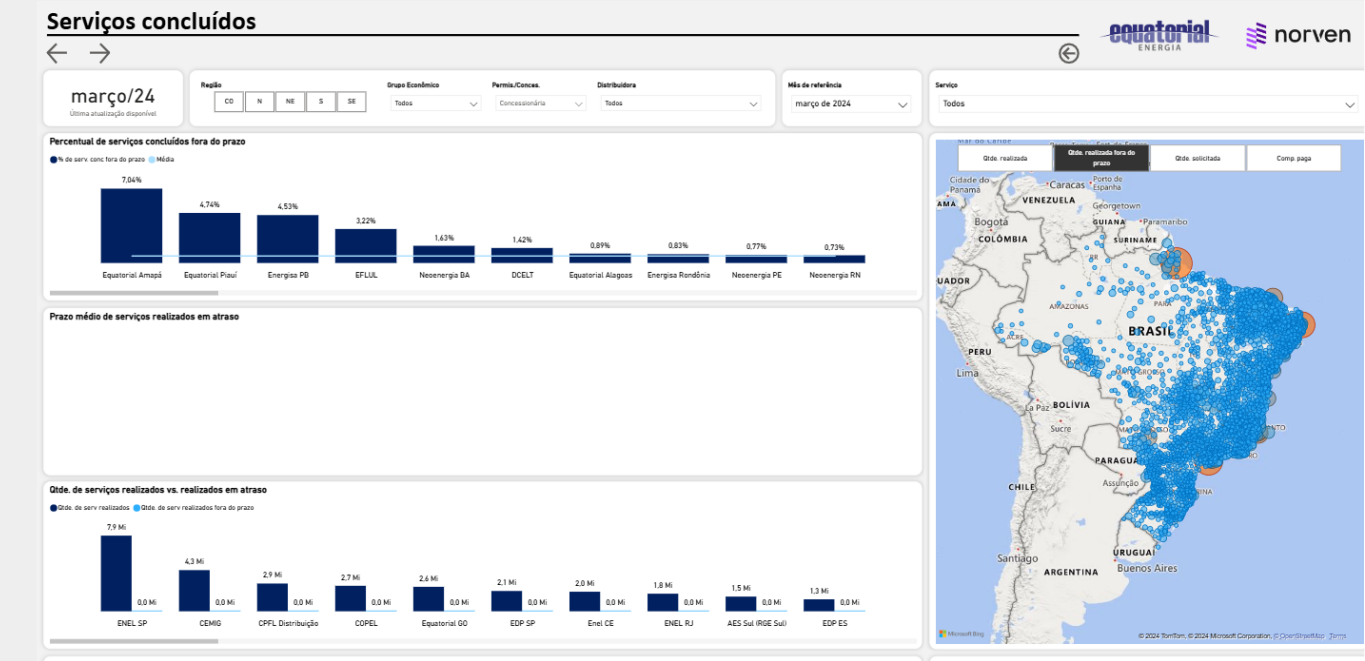 Serviços concluídos
equatorial
ENERGIA
norven
março/24
Última atualização disponível
Região
CO N NE S SE
Grupo Econômico
Todos
Permis./Conces.
Concessionária
Distribuidora
Todos
Mês de referência
março de 2024
Serviço
Todos
Percentual de serviços concluídos fora do prazo
% de serv. conc fora do prazo Média
7,04% 4,74% 4,53% 3,22% 1,63% 1,42% 0,89% 0,83% 0,77% 0,73%
Equatorial Amapá Equatorial Piauí Energisa PB EFLUL Neoenergia BA DCELT Equatorial Alagoas Energisa Rondônia Neoenergia PE Neoenergia RN
Prazo médio de serviços realizados em atraso
Qtde. de serviços realizados vs. realizados em atraso
Qtde. de serv realizados Qtde. de serv realizados fora do prazo
7,9 Mi 0,0 Mi 4,3 Mi 0,0 Mi 2,9 Mi 0,0 Mi 2,7 Mi 0,0 Mi 2,6 Mi 0,0 Mi 2,1 Mi 0,0 Mi 2,0 Mi 0,0 Mi 1,8 Mi 0,0 Mi 1,5 Mi 0,0 Mi 1,3 Mi 0,0 Mi
ENEL SP CEMIG CPFL Distribuição COPEL Equatorial GO EDP SP Enel CE ENEL RJ AES Sul (RGE Sul) EDP ES
Qtde. realizada
Qtde. realizada fora do
prazo
Qtde. solicitada
Comp. paga
Cidade do
Panamá
Caracas
Porto de
Espanha
AMÁ
VENEZUELA
Georgetown
Bogotá
GUIANA
Paramaribo
COLÔMBIA
SURINAME
RR
UADOR
AMAZONAS
PARÁ
BRASIL
ACRE
PERU
Lima
La Paz
BOLÍVIA
Sucre
PARAGUA
Assunção
CHILE
INA
Santiago
URUGUAI
Buenos Aires
ARGENTINA
Microsoft Bing
© 2024 TomTom, © 2024 Microsoft Corporation, © OpenStreetMap Terms